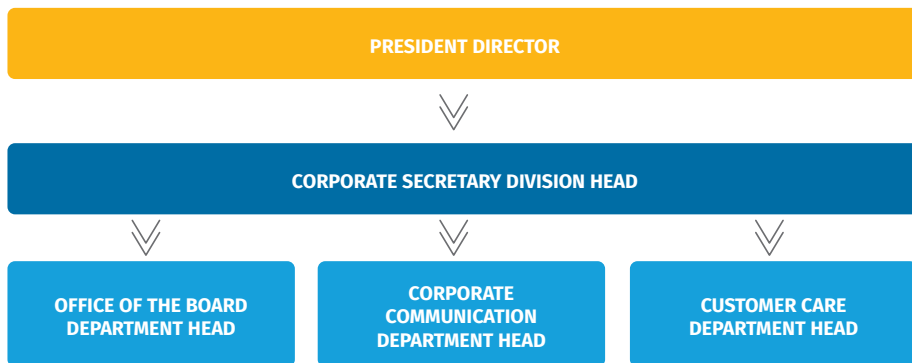 PRESIDENT DIRECTOR
CORPORATE SECRETARY DIVISION HEAD
OFFICE OF THE BOARD
DEPARTMENT HEAD
CORPORATE
COMMUNICATION
DEPARTMENT HEAD
CUSTOMER CARE
DEPARTMENT HEAD